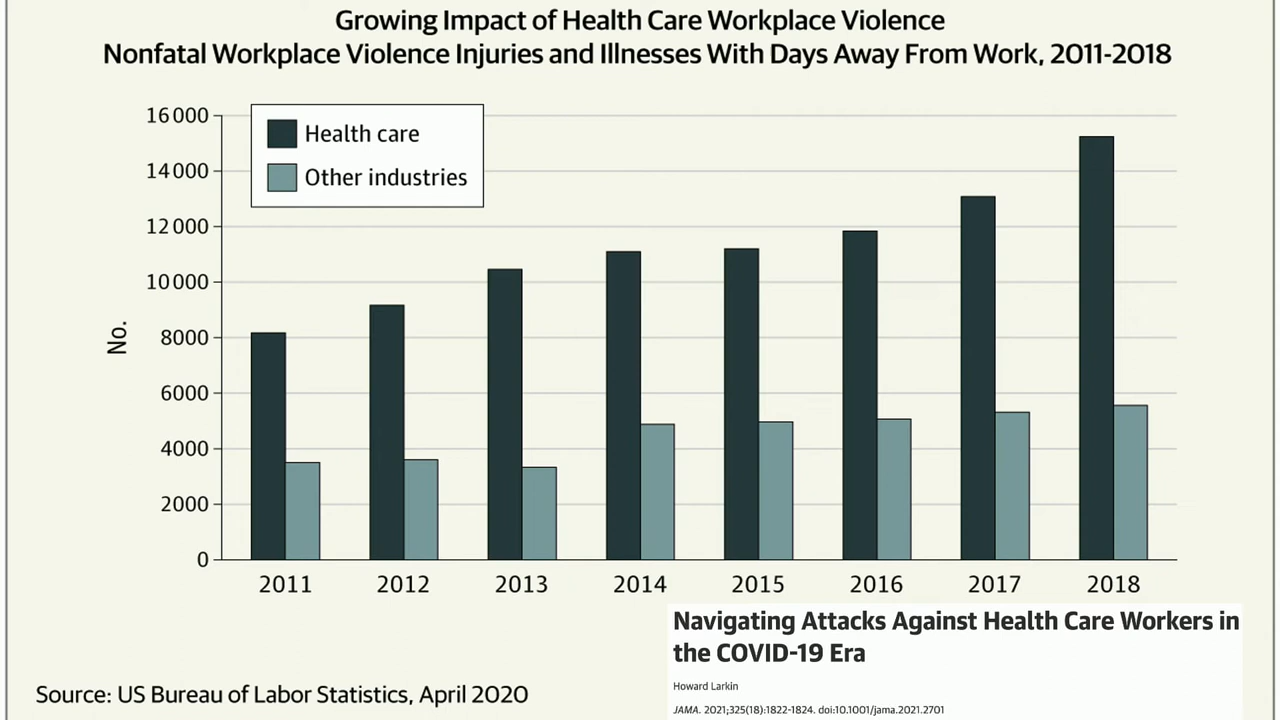 Growing Impact of Health Care Workplace Violence
Nonfatal Workplace Violence Injuries and Illnesses With Days Away From Work, 2011-2018
Health care
Other industries
No.
16 000
14 000
12 000
10 000
8000
6000
4000
2000
0
2011 2012 2013 2014 2015 2016 2017 2018
Navigating Attacks Against Health Care Workers in
the COVID-19 Era
Howard Larkin
JAMA. 2021;325(18):1822-1824. doi:10.1001/jama.2021.2701
Source: US Bureau of Labor Statistics, April 2020